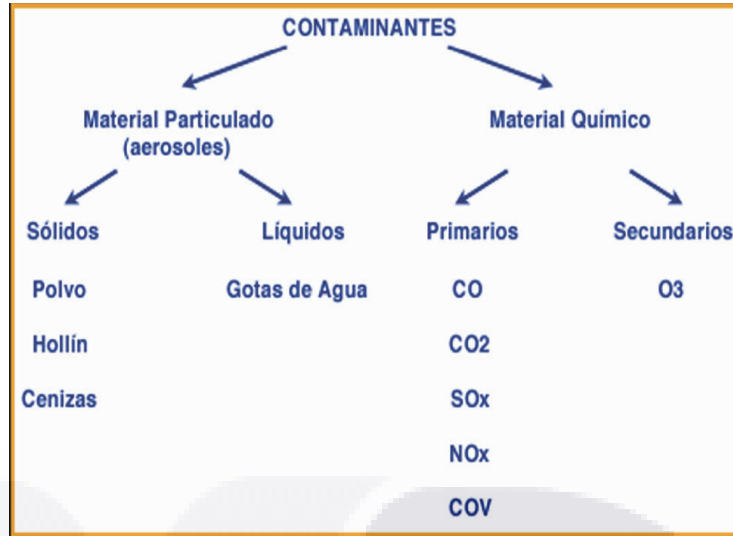 CONTAMINANTES
Material Particulado
(aerosoles)
Material Químico
Sólidos
Líquidos
Primarios
Secundarios
Polvo
Gotas de Agua
CO
O3
Hollín
CO2
Cenizas
SOx
NOx
COV